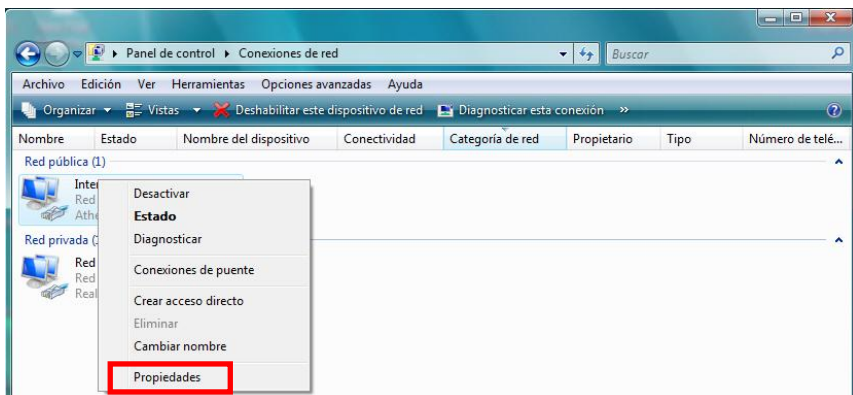 Panel de control Conexiones de red Buscar
Archivo Edición Ver Herramientas Opciones avanzadas Ayuda
Organizar Vistas Deshabilitar este dispositivo de red Diagnosticar esta conexión »
Nombre Estado Nombre del dispositivo Conectividad Categoría de red Propietario Tipo Número de telé...
Red pública (1)
Inter
Red
Athe
Desactivar
Estado
Diagnosticar
Conexiones de puente
Crear acceso directo
Eliminar
Cambiar nombre
Propiedades
Red privada (
Red
Red
Real